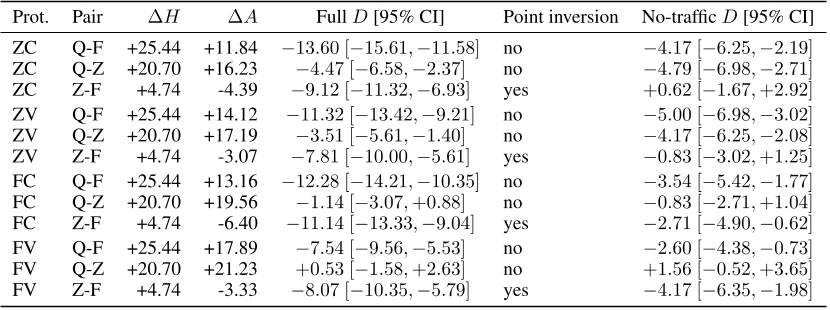 Prot. Pair ΔH ΔA Full D [95% CI] Point inversion No-traffic D [95% CI]
ZC Q-F +25.44 +11.84 −13.60 [−15.61, −11.58] no −4.17 [−6.25, −2.19]
ZC Q-Z +20.70 +16.23 −4.47 [−6.58, −2.37] no −4.79 [−6.98, −2.71]
ZC Z-F +4.74 -4.39 −9.12 [−11.32, −6.93] yes +0.62 [−1.67, +2.92]
ZV Q-F +25.44 +14.12 −11.32 [−13.42, −9.21] no −5.00 [−6.98, −3.02]
ZV Q-Z +20.70 +17.19 −3.51 [−5.61, −1.40] no −4.17 [−6.25, −2.08]
ZV Z-F +4.74 -3.07 −7.81 [−10.00, −5.61] yes −0.83 [−3.02, +1.25]
FC Q-F +25.44 +13.16 −12.28 [−14.21, −10.35] no −3.54 [−5.42, −1.77]
FC Q-Z +20.70 +19.56 −1.14 [−3.07, +0.88] no −0.83 [−2.71, +1.04]
FC Z-F +4.74 -6.40 −11.14 [−13.33, −9.04] yes −2.71 [−4.90, −0.62]
FV Q-F +25.44 +17.89 −7.54 [−9.56, −5.53] no −2.60 [−4.38, −0.73]
FV Q-Z +20.70 +21.23 +0.53 [−1.58, +2.63] no +1.56 [−0.52, +3.65]
FV Z-F +4.74 -3.33 −8.07 [−10.35, −5.79] yes −4.17 [−6.35, −1.98]